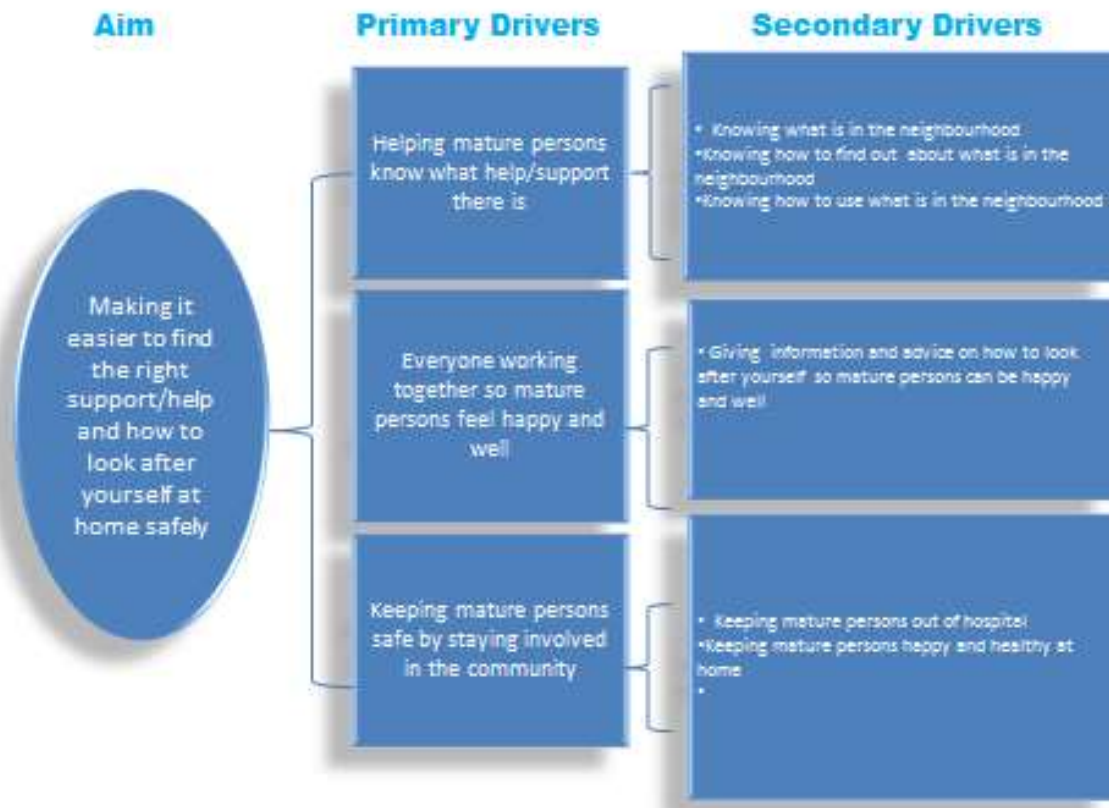 Aim
Primary Drivers
Secondary Drivers
Making it
easier to find
the right
support/help
and how to
look after
yourself at
home safely
Helping mature persons
know what help/support
there is
• Knowing what is in the neighbourhood
•Knowing how to find out about what is in the
neighbourhood
•Knowing how to use what is in the neighbourhood
Everyone working
together so mature
persons feel happy and
well
• Giving information and advice on how to look
after yourself so mature persons can be happy
and well
Keeping mature persons
safe by staying involved
in the community
• Keeping mature persons out of hospital
•Keeping mature persons happy and healthy at
home
•